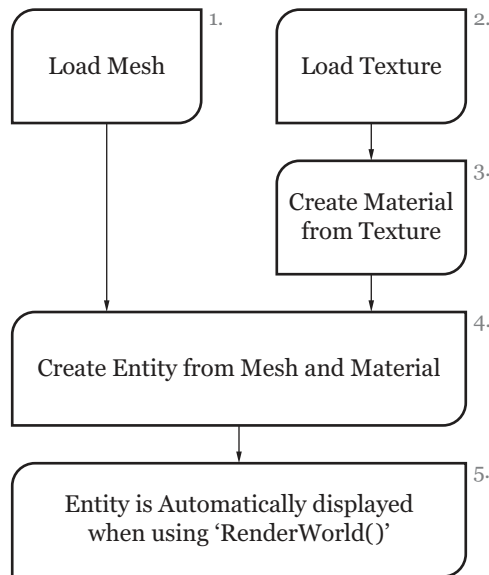 1.
Load Mesh
2.
Load Texture
3.
Create Material
from Texture
4.
Create Entity from Mesh and Material
5.
Entity is Automatically displayed
when using ‘RenderWorld()’